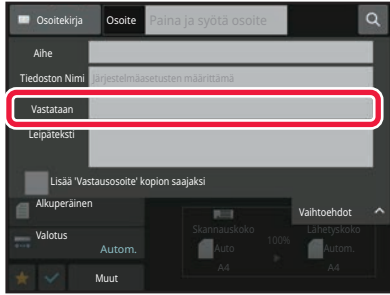 Osoitekirja Osoite Paina ja syötä osoite
Aihe
Tiedoston Nimi Järjestelmäasetusten määrittämä
Vastataan
Leipäteksti
Lisää 'Vastausosoite' kopion saajaksi
Alkuperäinen
Vaihtoehdot
Skannauskoko Lähetyskoko
Valotus
Autom.
Auto 100% Autom.
A4 A4
Muut